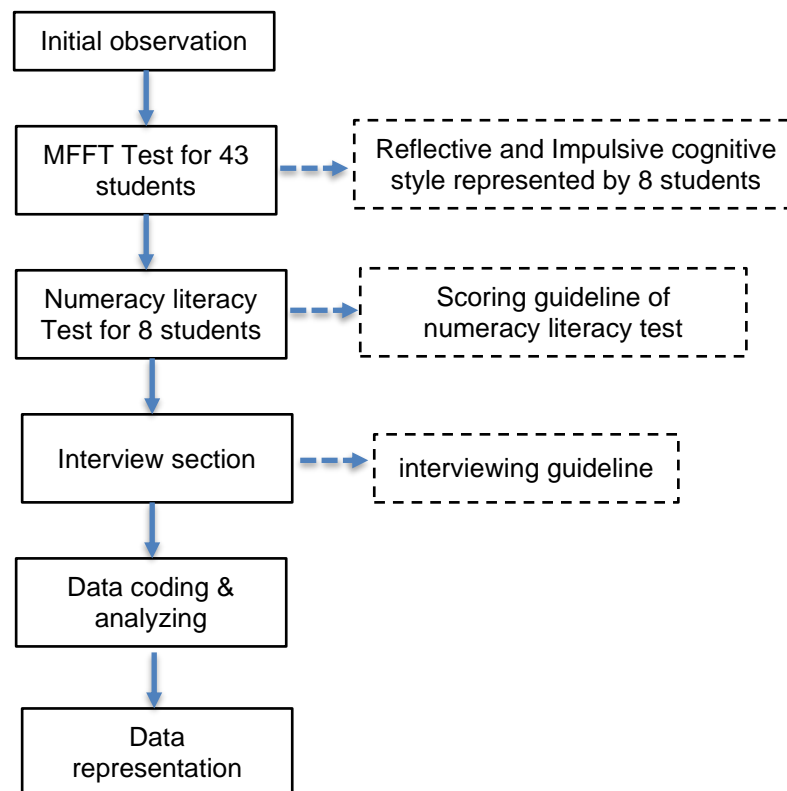 Initial observation
MFFT Test for 43
students
Reflective and Impulsive cognitive
style represented by 8 students
Numeracy literacy
Test for 8 students
Scoring guideline of
numeracy literacy test
Interview section
interviewing guideline
Data coding &
analyzing
Data
representation